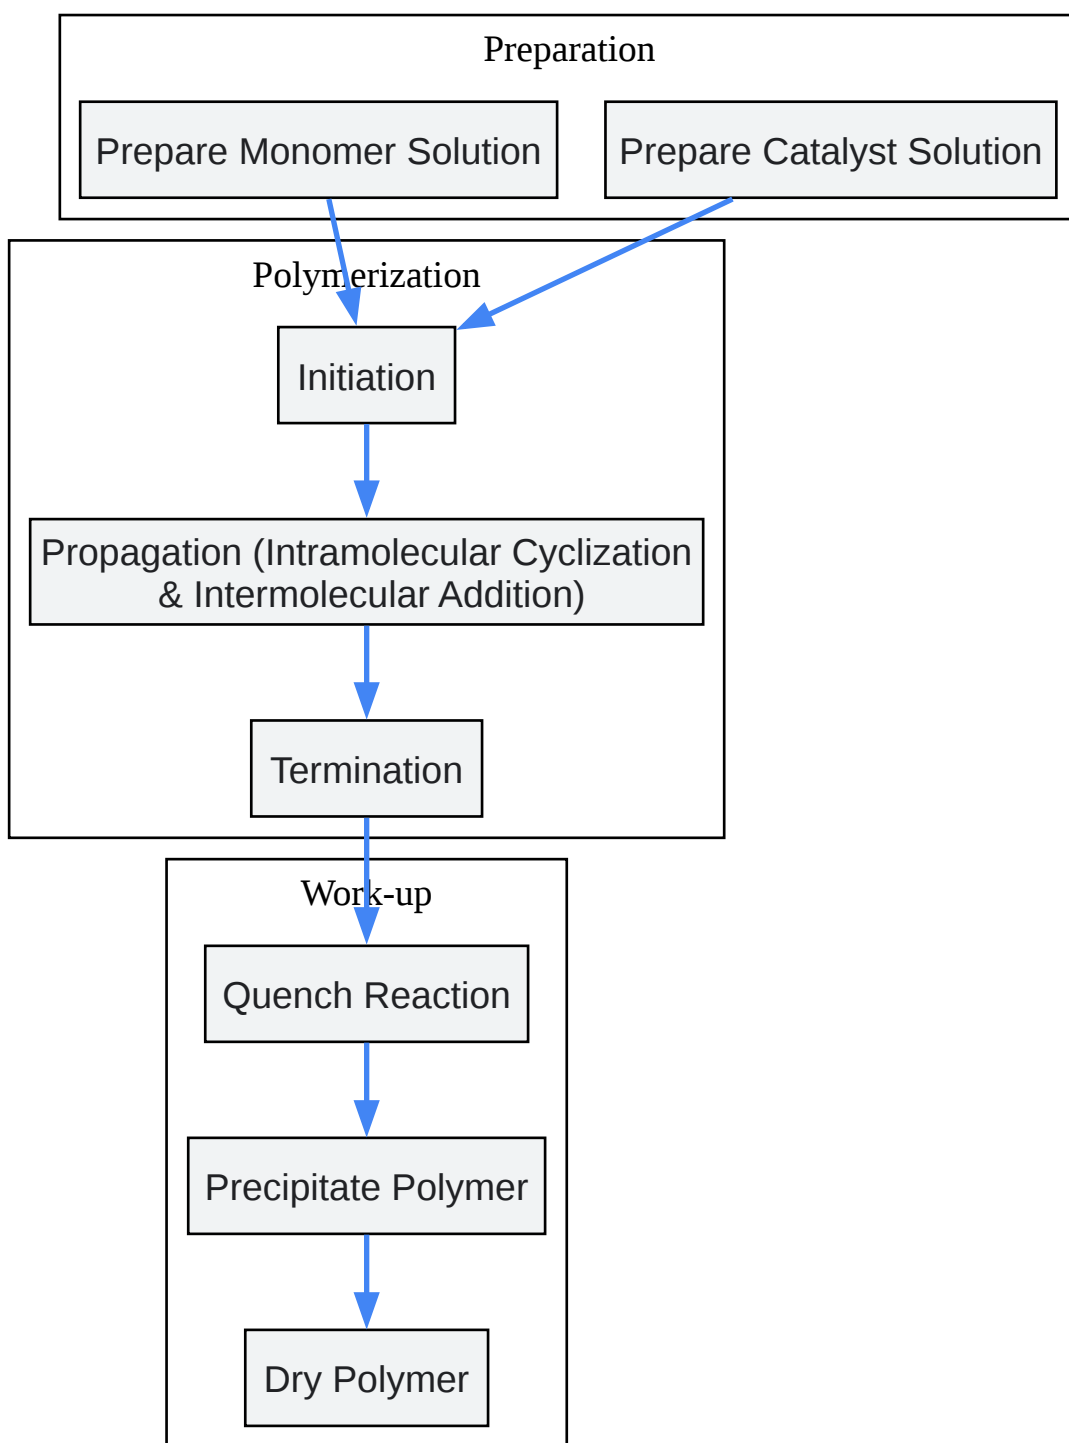 Preparation
Prepare Monomer Solution
Prepare Catalyst Solution
Polymerization
Initiation
Propagation (Intramolecular Cyclization
& Intermolecular Addition)
Termination
Work-up
Quench Reaction
Precipitate Polymer
Dry Polymer